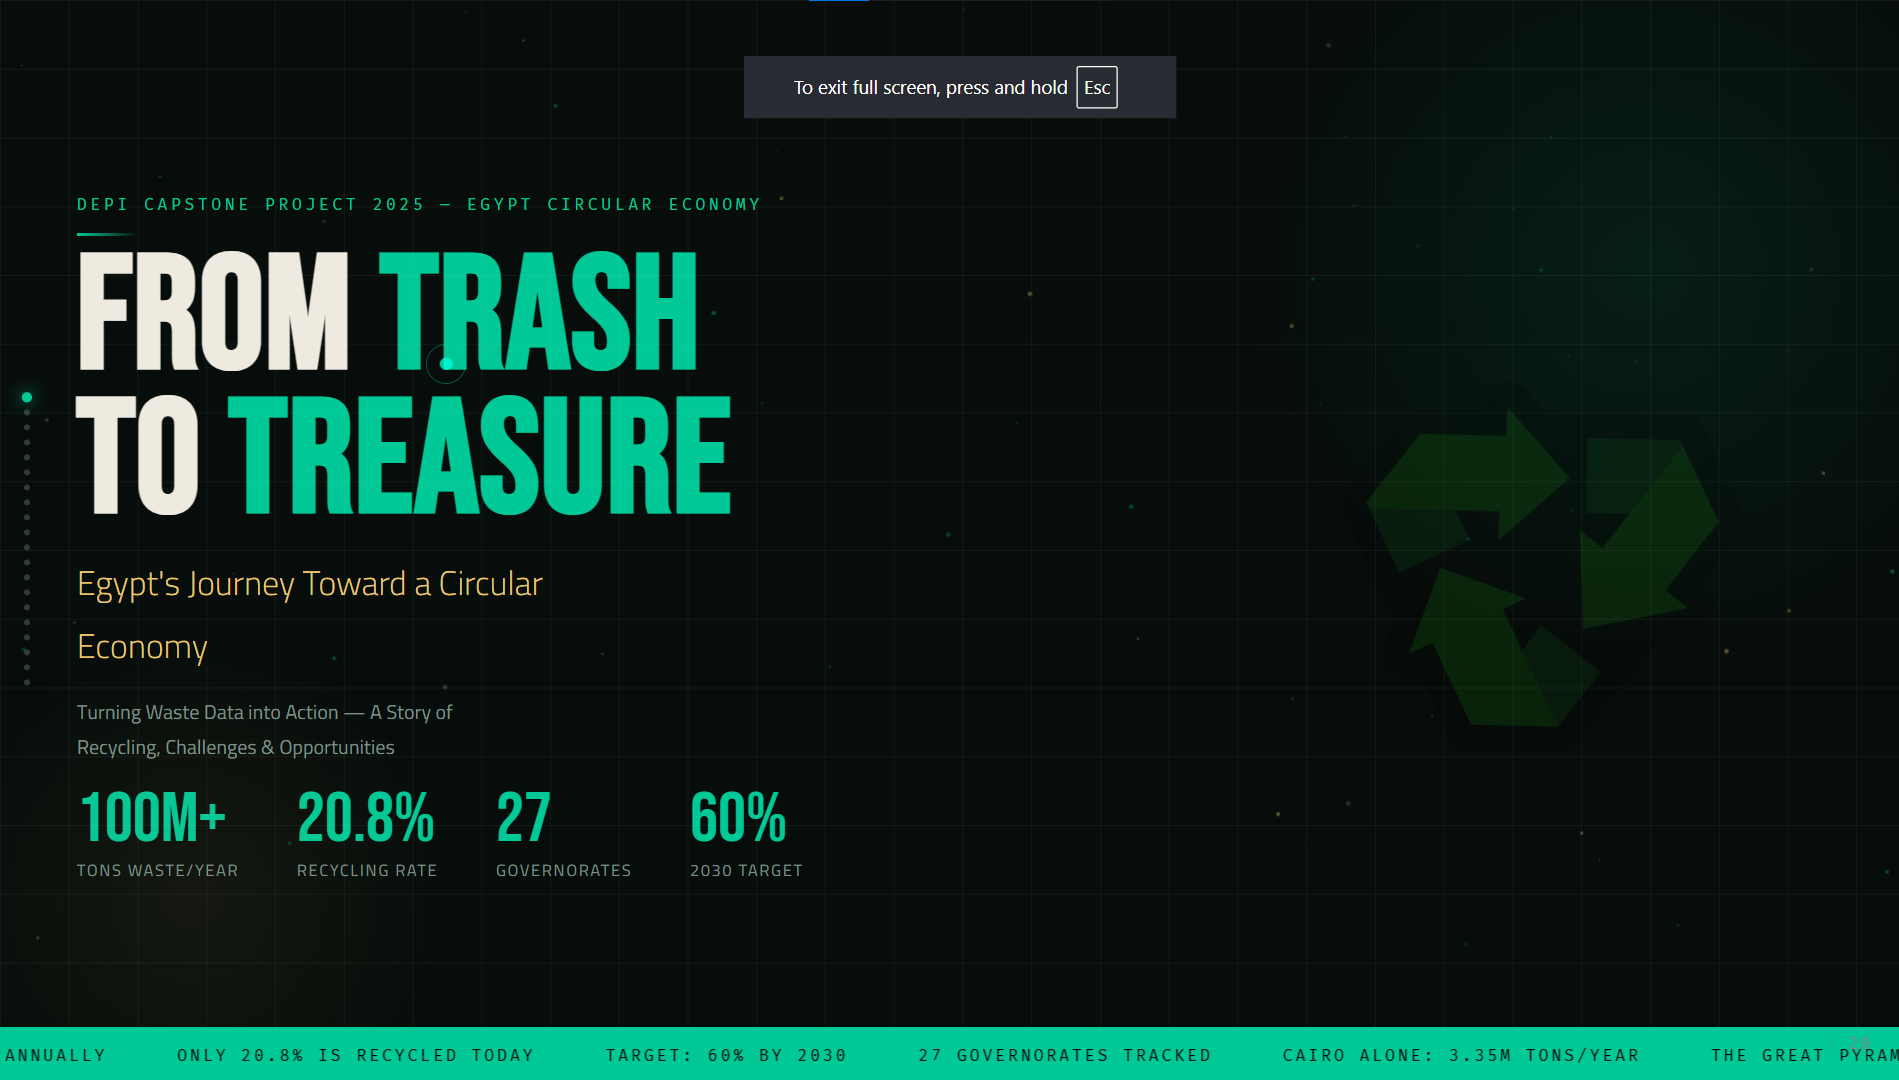 To exit full screen, press and hold Esc
DEPI CAPSTONE PROJECT 2025 — EGYPT CIRCULAR ECONOMY
FROM TRASH
TO TREASURE
Egypt's Journey Toward a Circular
Economy
Turning Waste Data into Action — A Story of
Recycling, Challenges & Opportunities
100M+ 20.8% 27 60%
TONS WASTE/YEAR RECYCLING RATE GOVERNORATES 2030 TARGET
ANNUALLY ONLY 20.8% IS RECYCLED TODAY TARGET: 60% BY 2030 27 GOVERNORATES TRACKED CAIRO ALONE: 3.35M TONS/YEAR THE GREAT PYRAM